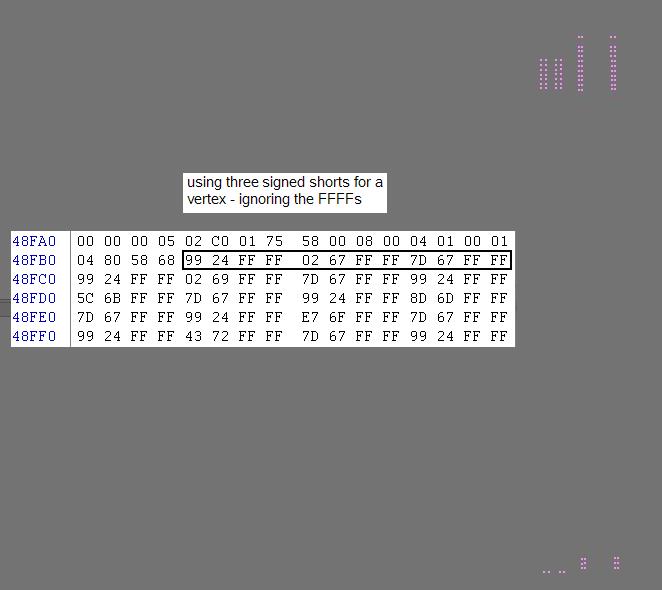 using three signed shorts for a
vertex - ignoring the FFFFs
48FA0 00 00 00 05 02 C0 01 75 58 00 08 00 04 01 00 01
48FB0 04 80 58 68 99 24 FF FF 02 67 FF FF 7D 67 FF FF
48FC0 99 24 FF FF 02 69 FF FF 7D 67 FF FF 99 24 FF FF
48FD0 5C 6B FF FF 7D 67 FF FF 99 24 FF FF 8D 6D FF FF
48FE0 7D 67 FF FF 99 24 FF FF E7 6F FF FF 7D 67 FF FF
48FF0 99 24 FF FF 43 72 FF FF 7D 67 FF FF 99 24 FF FF